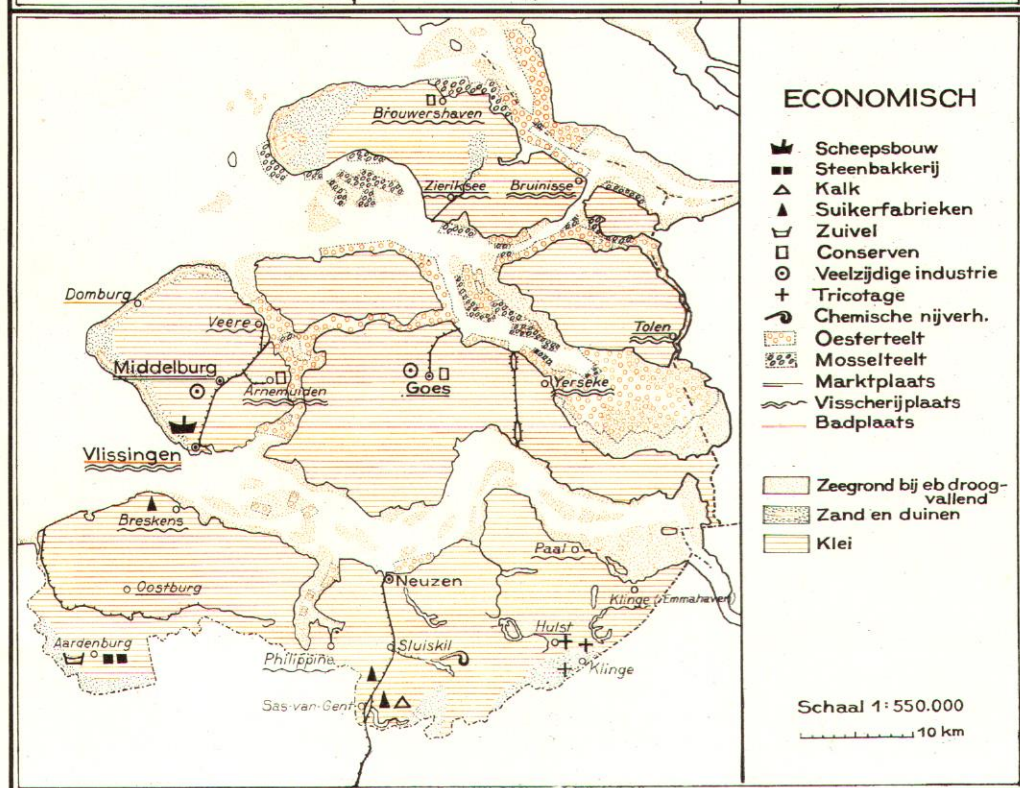 Brouwershaven
Zieriksee
Bruinisse
Domburg
Veere
Tolen
Middelburg
Arnemuiden
Goes
Yerseke
Vlissingen
Breskens
Paal
Neuzen
Oostburg
Klinge (Emmahaven)
Hulst
Aardenburg
Philippine
Sluiskil
Klinge
Sas-van-Gent
ECONOMISCH
Scheepsbouw
Steenbakkerij
Kalk
Suikerfabrieken
Zuivel
Conserven
Veelzijdige industrie
Tricotage
Chemische nijverh.
Oesterteelt
Mosselteelt
Marktplaats
Visscherijplaats
Badplaats
Zeegrond bij eb droog-
vallend
Zand en duinen
Klei
Schaal 1:550.000
10 km